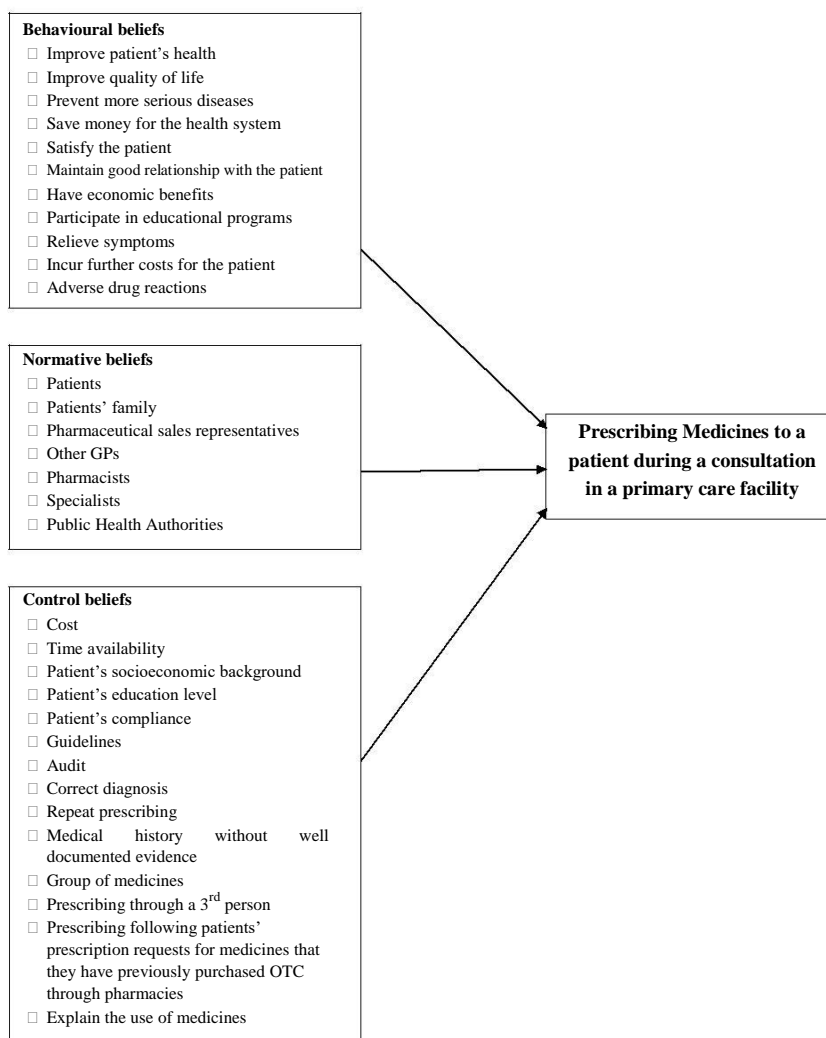 Behavioural beliefs
□ Improve patient’s health
□ Improve quality of life
□ Prevent more serious diseases
□ Save money for the health system
□ Satisfy the patient
□ Maintain good relationship with the patient
□ Have economic benefits
□ Participate in educational programs
□ Relieve symptoms
□ Incur further costs for the patient
□ Adverse drug reactions
Normative beliefs
□ Patients
□ Patients’ family
□ Pharmaceutical sales representatives
□ Other GPs
□ Pharmacists
□ Specialists
□ Public Health Authorities
Control beliefs
□ Cost
□ Time availability
□ Patient’s socioeconomic background
□ Patient’s education level
□ Patient’s compliance
□ Guidelines
□ Audit
□ Correct diagnosis
□ Repeat prescribing
□ Medical history without well
documented evidence
□ Group of medicines
□ Prescribing through a 3rd person
□ Prescribing following patients’
prescription requests for medicines that
they have previously purchased OTC
through pharmacies
□ Explain the use of medicines
Prescribing Medicines to a
patient during a consultation
in a primary care facility